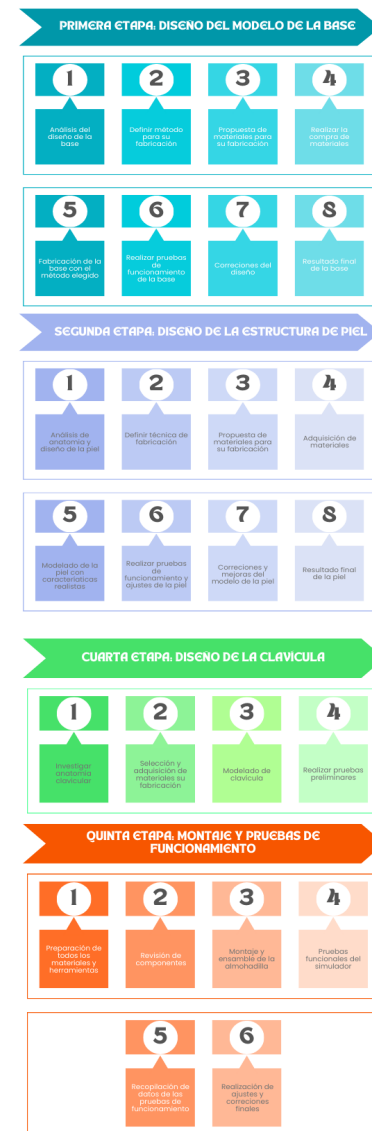 PRIMERA ETAPA: DISEÑO DEL MODELO DE LA BASE
1
2
3
4
Análisis del
diseño de la
base
Definir método
para su
fabricación
Propuesta de
materiales para
su fabricación
Realizar la
compra de
materiales
5
6
7
8
Fabricación de la
base con el
método elegido
Realizar pruebas
de
funcionamiento
de la base
Correciones del
diseño
Resultado final
de la base
SEGUNDA ETAPA: DISEÑO DE LA ESTRUCTURA DE PIEL
1
2
3
4
Análisis de
anatomía y
diseño de la piel
Definir técnica de
fabricación
Propuesta de
materiales para
su fabricación
Adquisición de
materiales
5
6
7
8
Modelado de la
piel con
características
realistas
Realizar pruebas
de
funcionamiento y
ajustes de la piel
Correciones y
mejoras del
modelo de la piel
Resultado final
de la piel
CUARTA ETAPA: DISEÑO DE LA CLAVÍCULA
1
2
3
4
Investigar
anatomía
clavicular
Selección y
adquisición de
materiales su
fabricación
Modelado de
clavícula
Realizar pruebas
preliminares
QUINTA ETAPA: MONTAJE Y PRUEBAS DE
FUNCIONAMIENTO
1
2
3
4
Preparación de
todos los
materiales y
herramientas
Revisión de
componentes
Montaje y
ensamble de la
almohadilla
Pruebas
funcionales del
simulador
5
6
Recopilación de
datos de las
pruebas de
funcionamiento
Realización de
ajustes y
correciones
finales